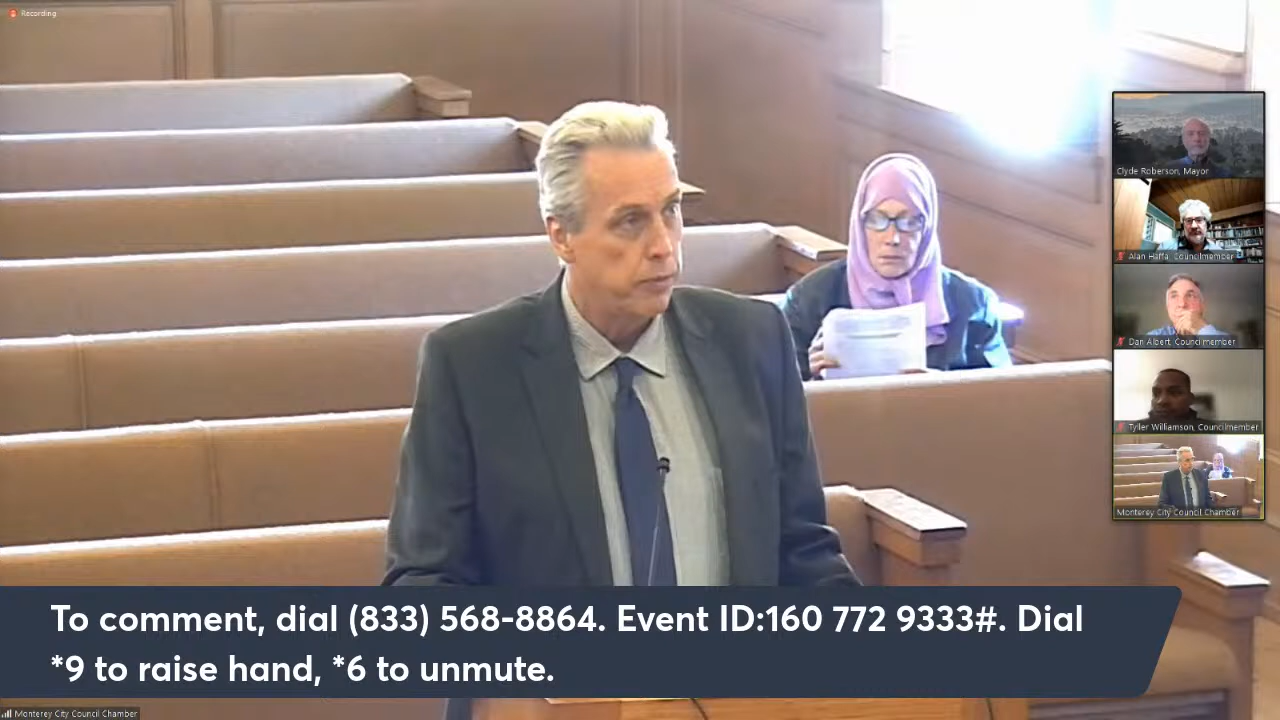 Recording
Clyde Roberson, Mayor
Alan Haffa, Councilmember
Dan Albert, Councilmember
Tyller Williamson, Councilmember
Monterey City Council Chamber
To comment, dial (833) 568-8864. Event ID:160 772 9333#. Dial
*9 to raise hand, *6 to unmute.
Monterey City Council Chamber